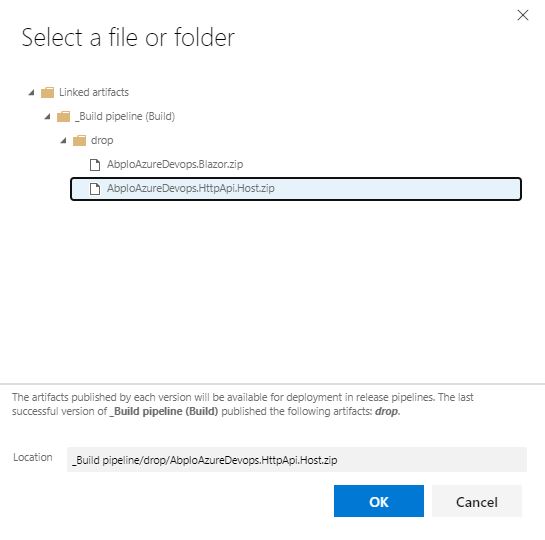 Select a file or folder
Linked artifacts
_Build pipeline (Build)
drop
AbpIoAzureDevops.Blazor.zip
AbpIoAzureDevops.HttpApi.Host.zip
The artifacts published by each version will be available for deployment in release pipelines. The last
successful version of _Build pipeline (Build) published the following artifacts: drop.
Location
_Build pipeline/drop/AbpIoAzureDevops.HttpApi.Host.zip
OK
Cancel